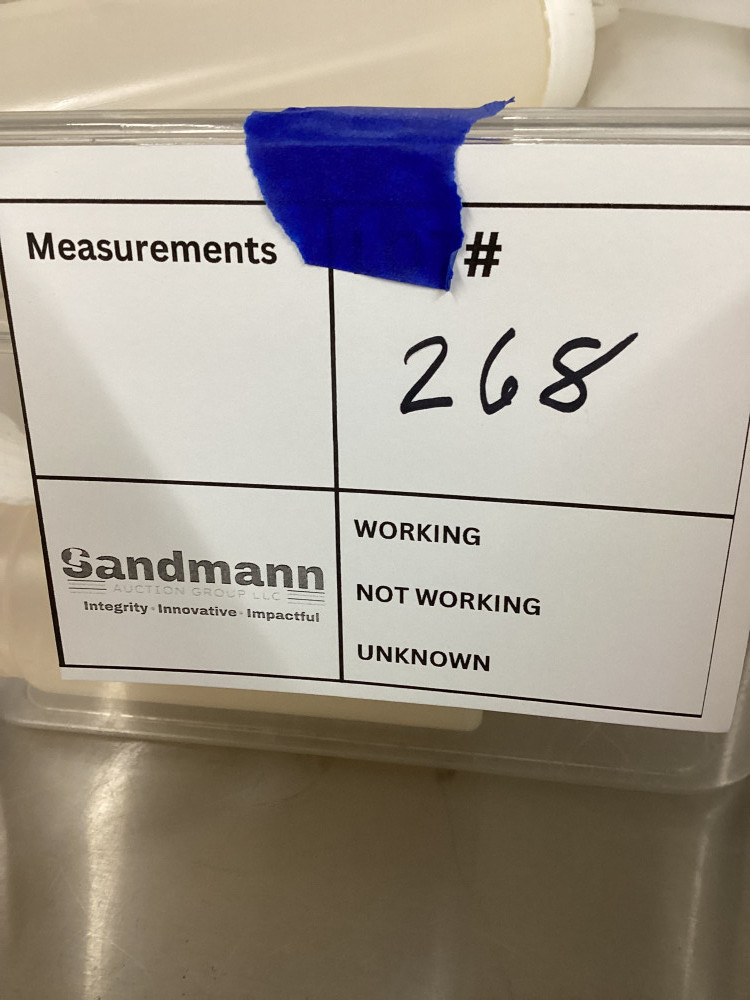 Measurements
#
268
Sandmann
AUCTION GROUP LLC
Integrity · Innovative · Impactful
WORKING
NOT WORKING
UNKNOWN